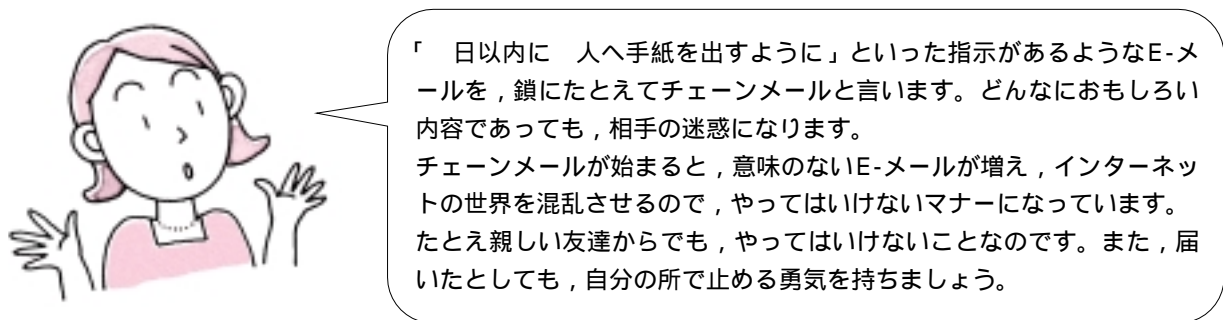 「　日以内に　人へ手紙を出すように」といった指示があるようなE-メ
ールを，鎖にたとえてチェーンメールと言います。どんなにおもしろい
内容であっても，相手の迷惑になります。
チェーンメールが始まると，意味のないE-メールが増え，インターネッ
トの世界を混乱させるので，やってはいけないマナーになっています。
たとえ親しい友達からでも，やってはいけないことなのです。また，届
いたとしても，自分の所で止める勇気を持ちましょう。